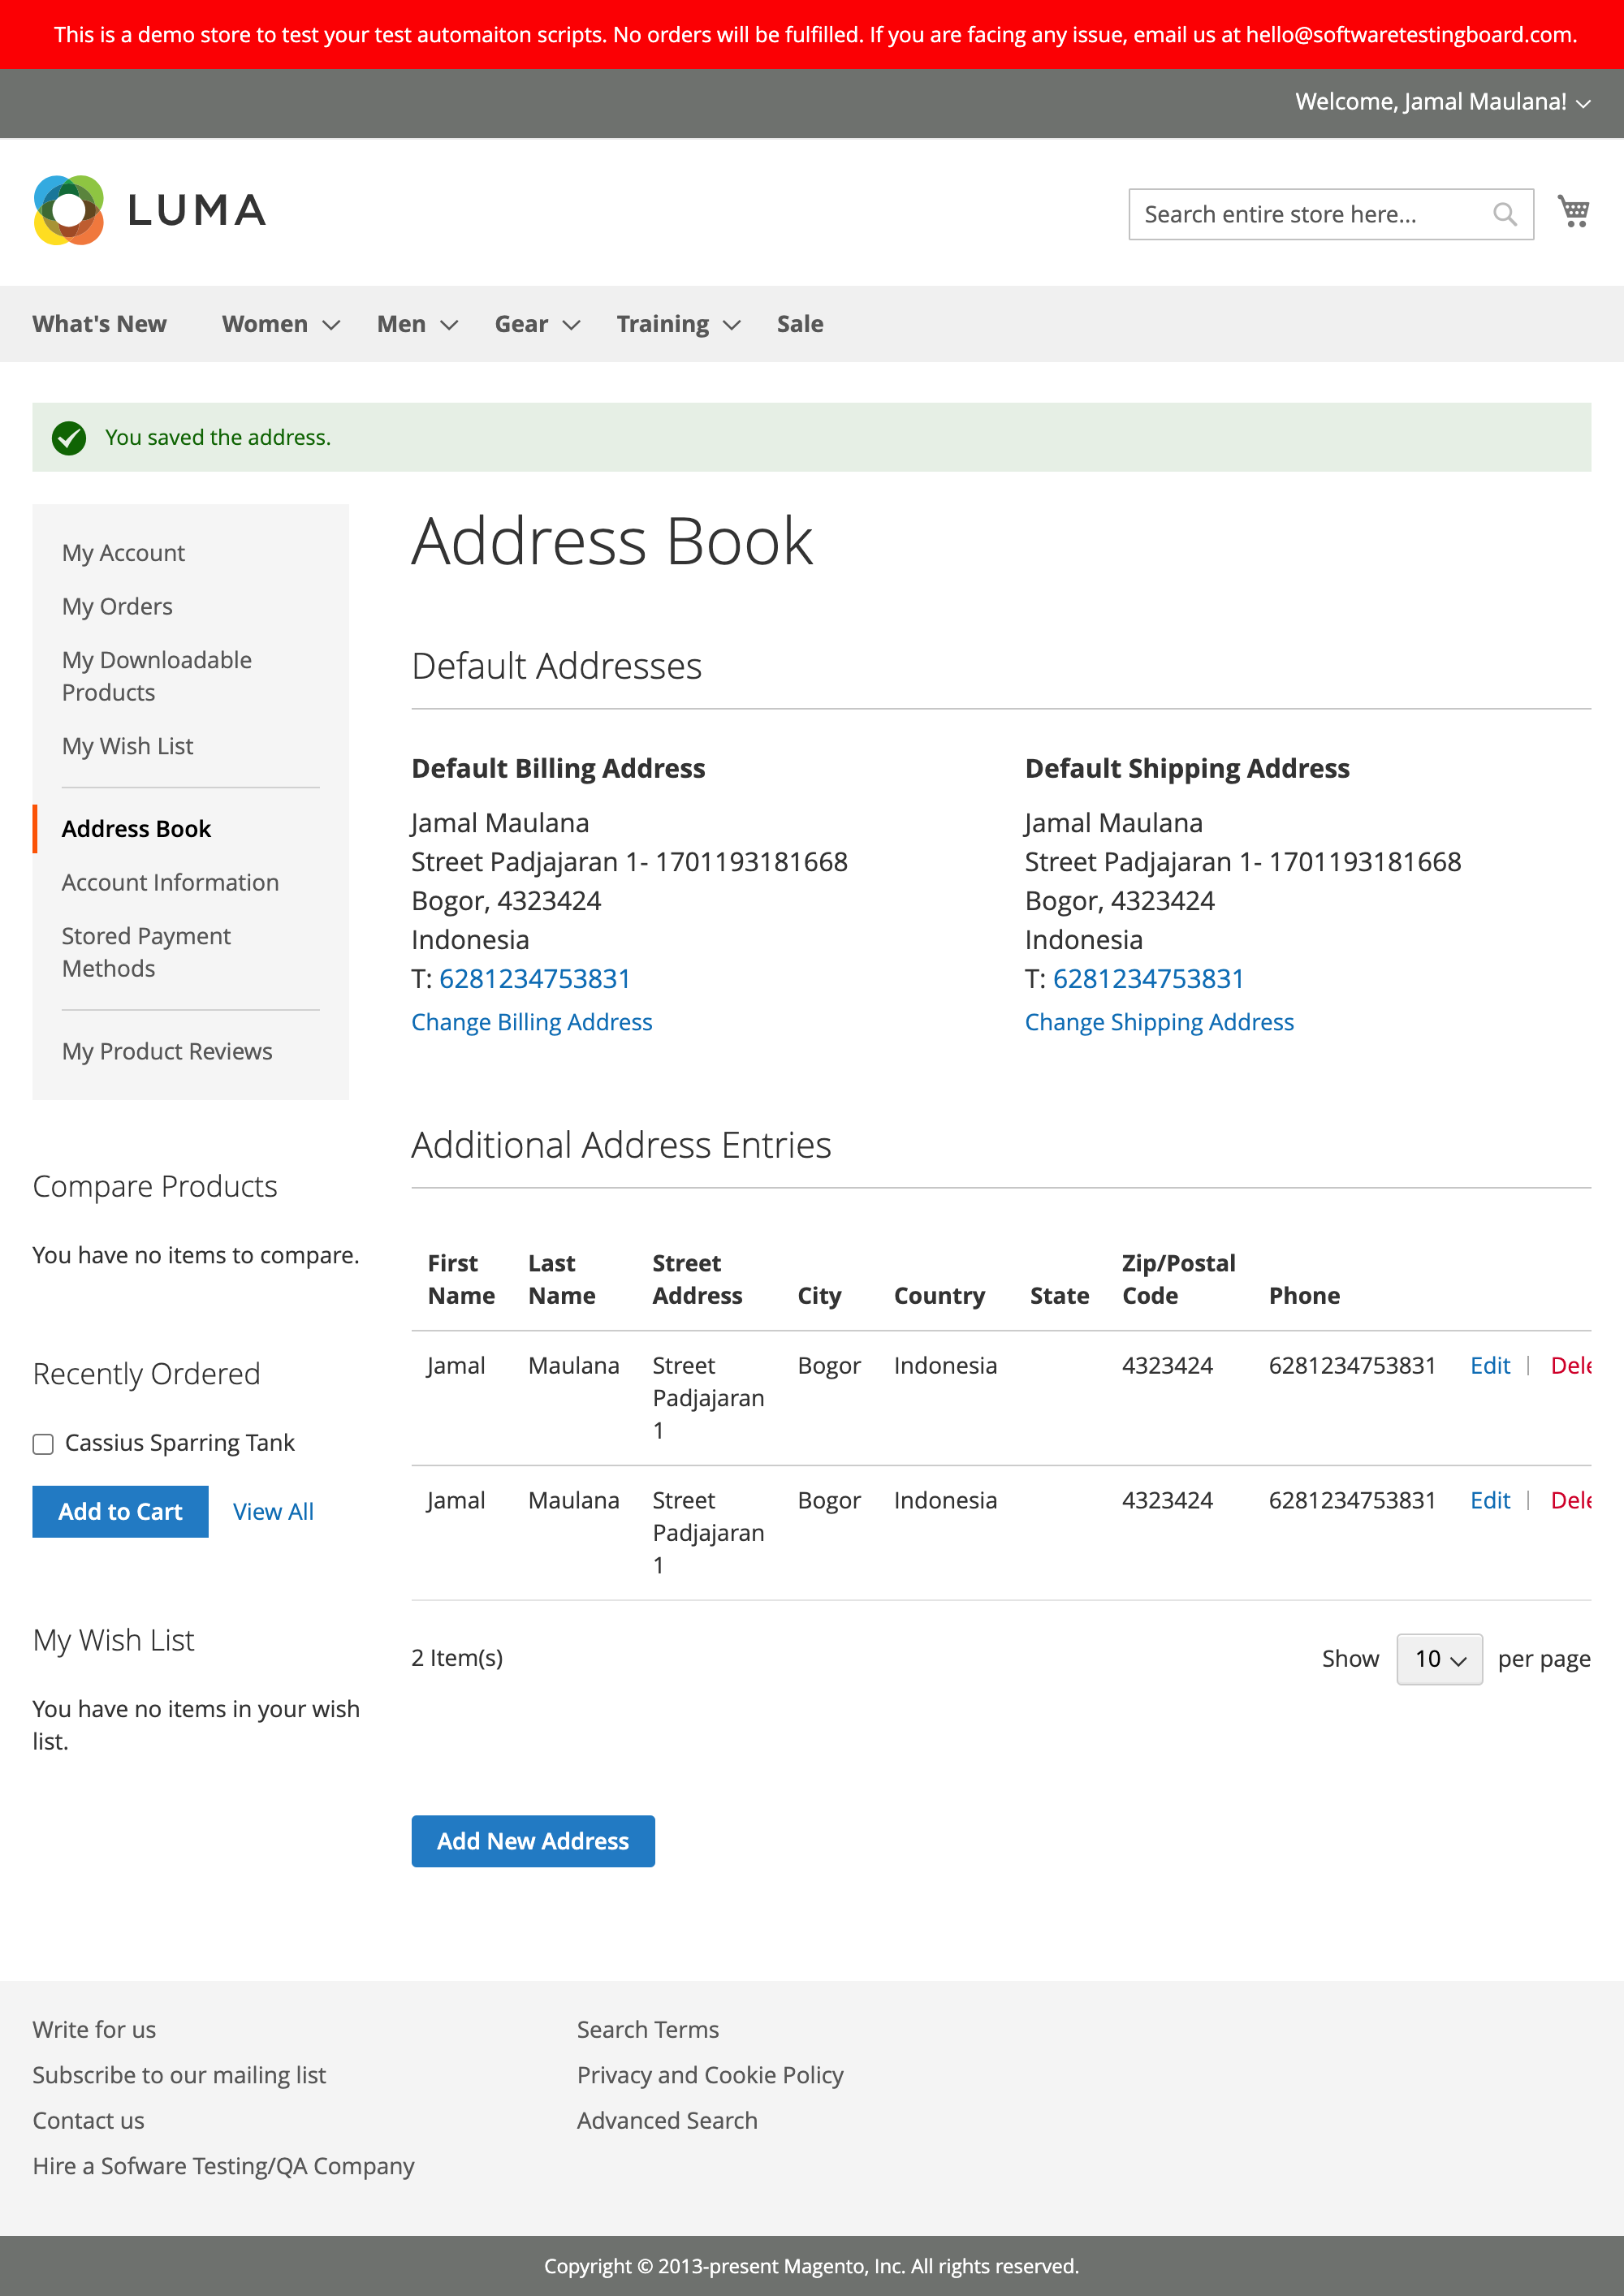 This is a demo store to test your test automaiton scripts. No orders will be fulfilled. If you are facing any issue, email us at hello@softwaretestingboard.com.
Welcome, Jamal Maulana!
LUMA
Search entire store here...
What's New Women Men Gear Training Sale
You saved the address.
My Account
My Orders
My Downloadable
Products
My Wish List
Address Book
Account Information
Stored Payment
Methods
My Product Reviews
Compare Products
You have no items to compare.
Recently Ordered
Cassius Sparring Tank
Add to Cart View All
My Wish List
You have no items in your wish
list.
Address Book
Default Addresses
Default Billing Address
Jamal Maulana
Street Padjajaran 1- 1701193181668
Bogor, 4323424
Indonesia
T: 6281234753831
Change Billing Address
Default Shipping Address
Jamal Maulana
Street Padjajaran 1- 1701193181668
Bogor, 4323424
Indonesia
T: 6281234753831
Change Shipping Address
Additional Address Entries
First Last Street Zip/Postal
Name Name Address City Country State Code Phone
Jamal Maulana Street Bogor Indonesia 4323424 6281234753831 Edit | Dele
Padjajaran
1
Jamal Maulana Street Bogor Indonesia 4323424 6281234753831 Edit | Dele
Padjajaran
1
2 Item(s) Show 10 per page
Add New Address
Write for us
Subscribe to our mailing list
Contact us
Hire a Sofware Testing/QA Company
Search Terms
Privacy and Cookie Policy
Advanced Search
Copyright © 2013-present Magento, Inc. All rights reserved.